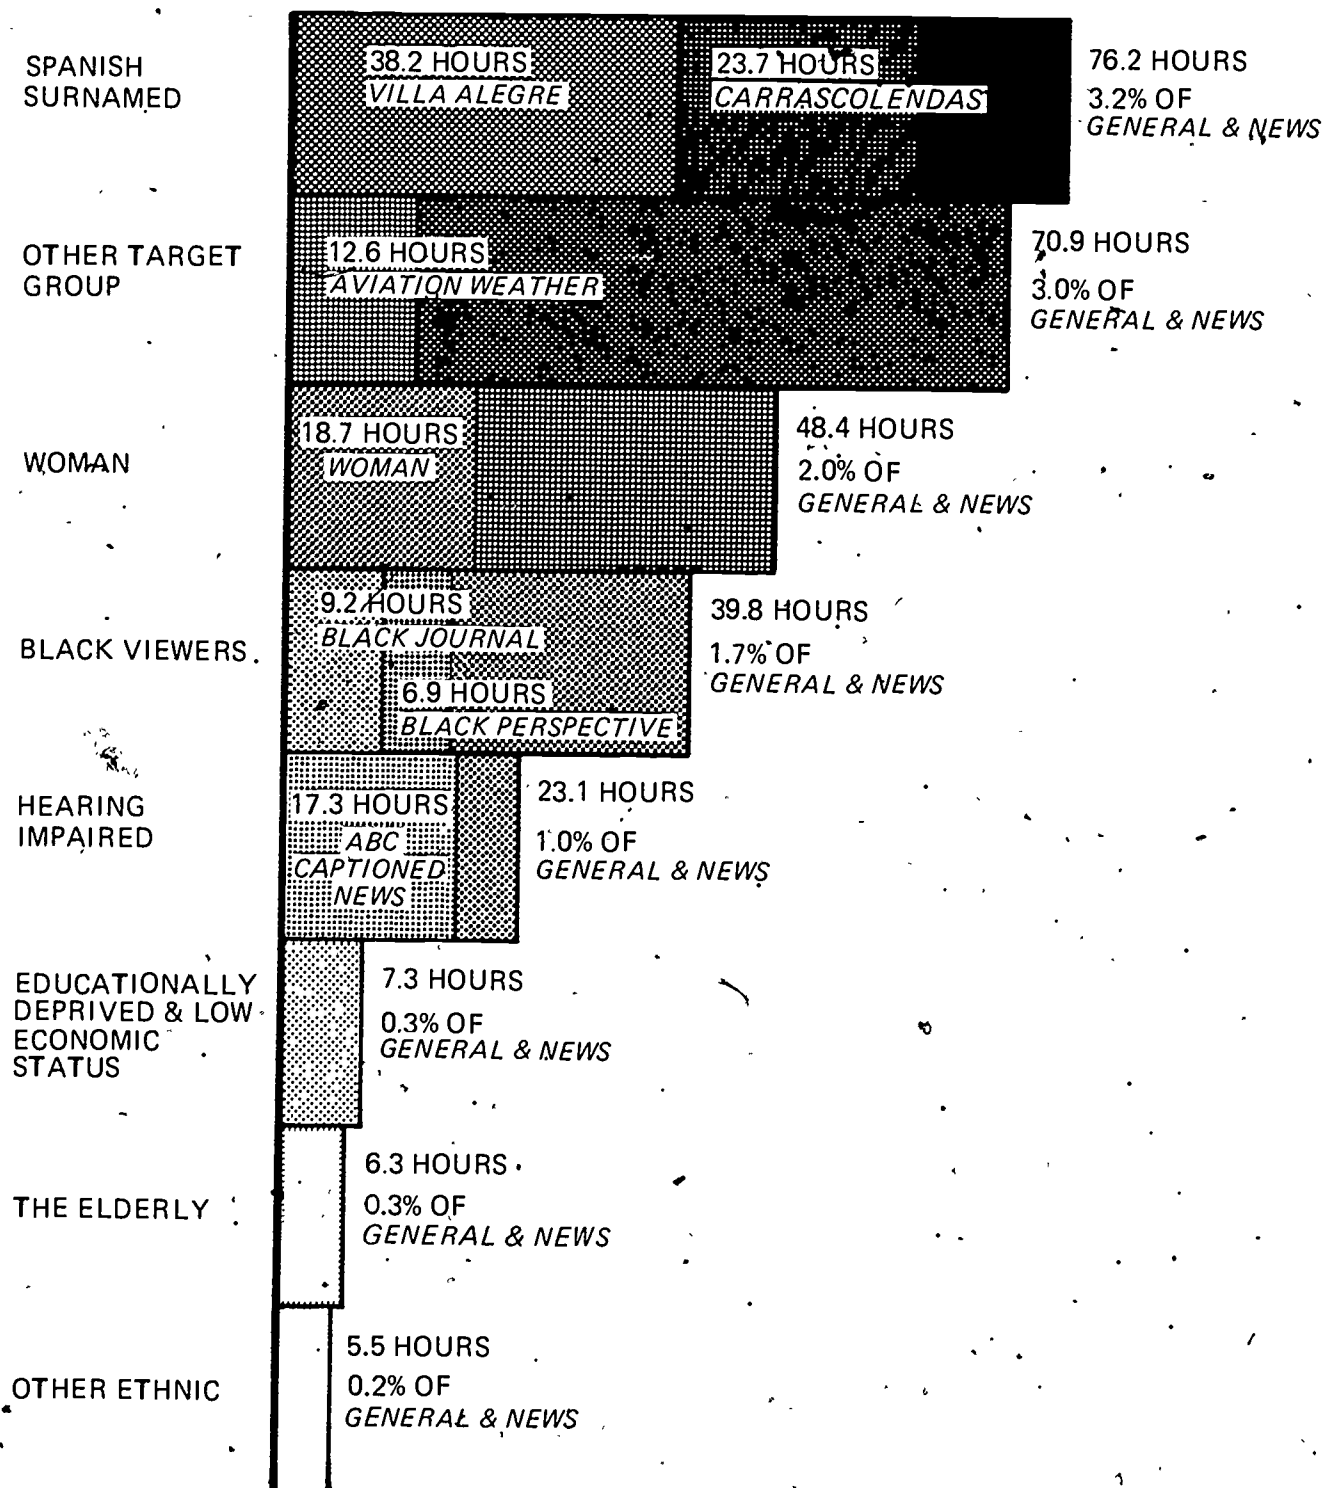 SPANISH
SURNAMED
38.2 HOURS
VILLA ALEGRE
23.7 HOURS
CARRASCOLENDAS
76.2 HOURS
3.2% OF
GENERAL & NEWS
OTHER TARGET
GROUP
12.6 HOURS
AVIATION WEATHER
70.9 HOURS
3.0% OF
GENERAL & NEWS
WOMAN
18.7 HOURS
WOMAN
48.4 HOURS
2.0% OF
GENERAL & NEWS
BLACK VIEWERS
9.2 HOURS
BLACK JOURNAL
6.9 HOURS
BLACK PERSPECTIVE
39.8 HOURS
1.7% OF
GENERAL & NEWS
HEARING
IMPAIRED
17.3 HOURS
ABC
CAPTIONED
NEWS
23.1 HOURS
1.0% OF
GENERAL & NEWS
EDUCATIONALLY
DEPRIVED & LOW
ECONOMIC
STATUS
7.3 HOURS
0.3% OF
GENERAL & NEWS
THE ELDERLY
6.3 HOURS
0.3% OF
GENERAL & NEWS
OTHER ETHNIC
5.5 HOURS
0.2% OF
GENERAL & NEWS